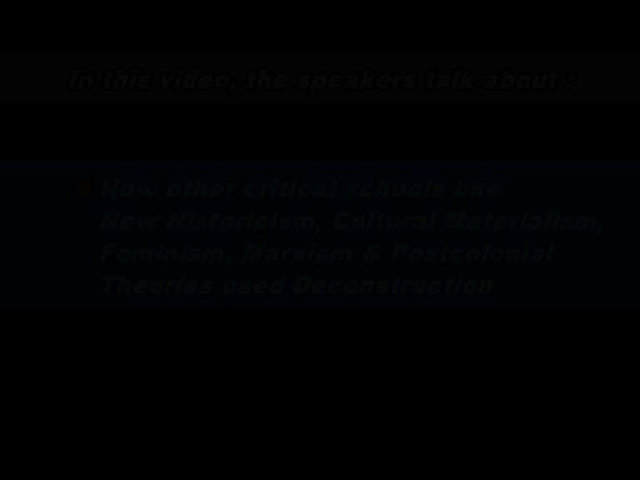 In this video, the speakers talk about :
How other critical schools like
New Historicism, Cultural Materialism,
Feminism, Marxism & Postcolonial
Theories used Deconstruction